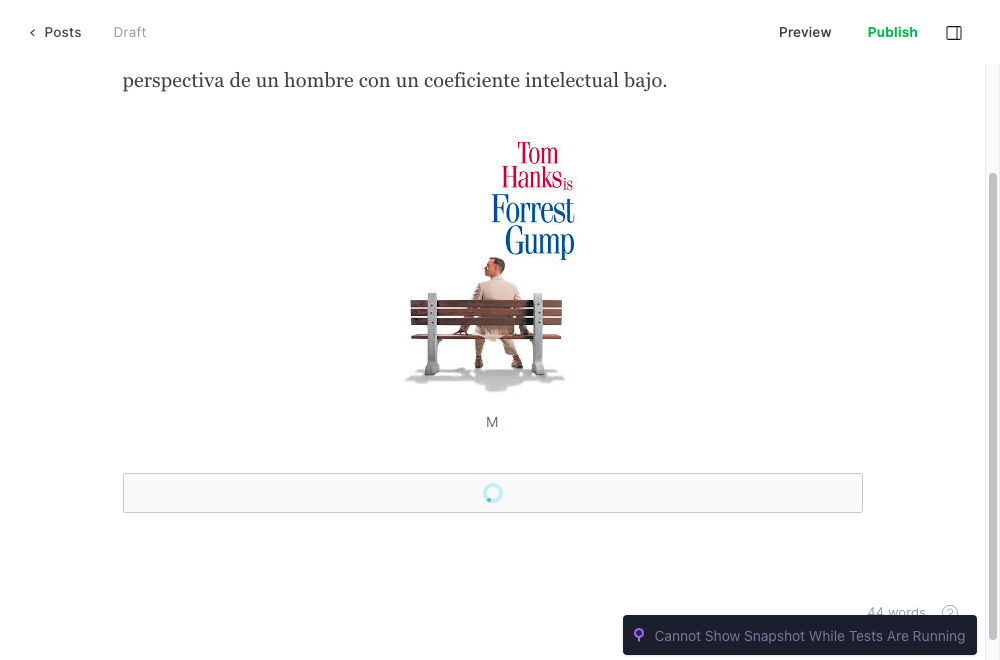 Posts
Draft
Preview
Publish
perspectiva de un hombre con un coeficiente intelectual bajo.
Tom
Hanks is
Forrest
Gump
M
44 words
Cannot Show Snapshot While Tests Are Running